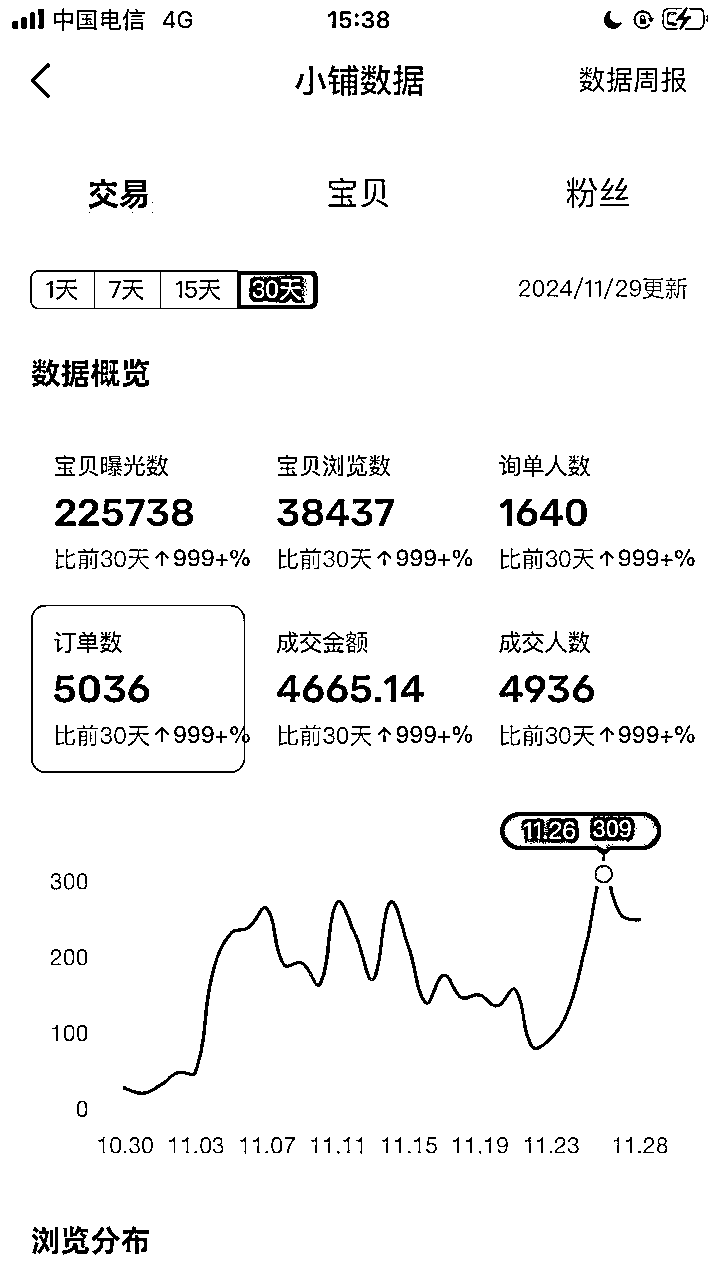 中国电信 4G 15:38
小铺数据 数据周报
交易 宝贝 粉丝
1天 7天 15天 30天 2024/11/29更新
数据概览
宝贝曝光数 宝贝浏览数 询单人数
225738 38437 1640
比前30天↑999+% 比前30天↑999+% 比前30天↑999+%
订单数 成交金额 成交人数
5036 4665.14 4936
比前30天↑999+% 比前30天↑999+% 比前30天↑999+%
11.26 309
300
200
100
0
10.30 11.03 11.07 11.11 11.15 11.19 11.23 11.28
浏览分布